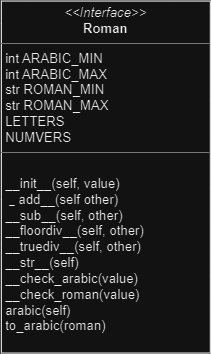 <<Interface>>
Roman
int ARABIC_MIN
int ARABIC_MAX
str ROMAN_MIN
str ROMAN_MAX
LETTERS
NUMVERS
__init__(self, value)
_ add__(self other)
__sub__(self, other)
__floordiv__(self, other)
__truediv__(self, other)
__str__(self)
__check_arabic(value)
__check_roman(value)
arabic(self)
to_arabic(roman)